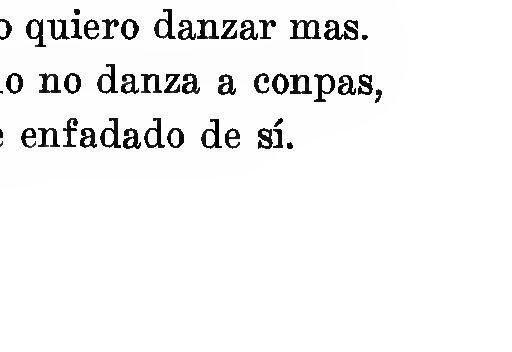 quiero danzar mas.
no danza a conpas,
enfadado de sí.